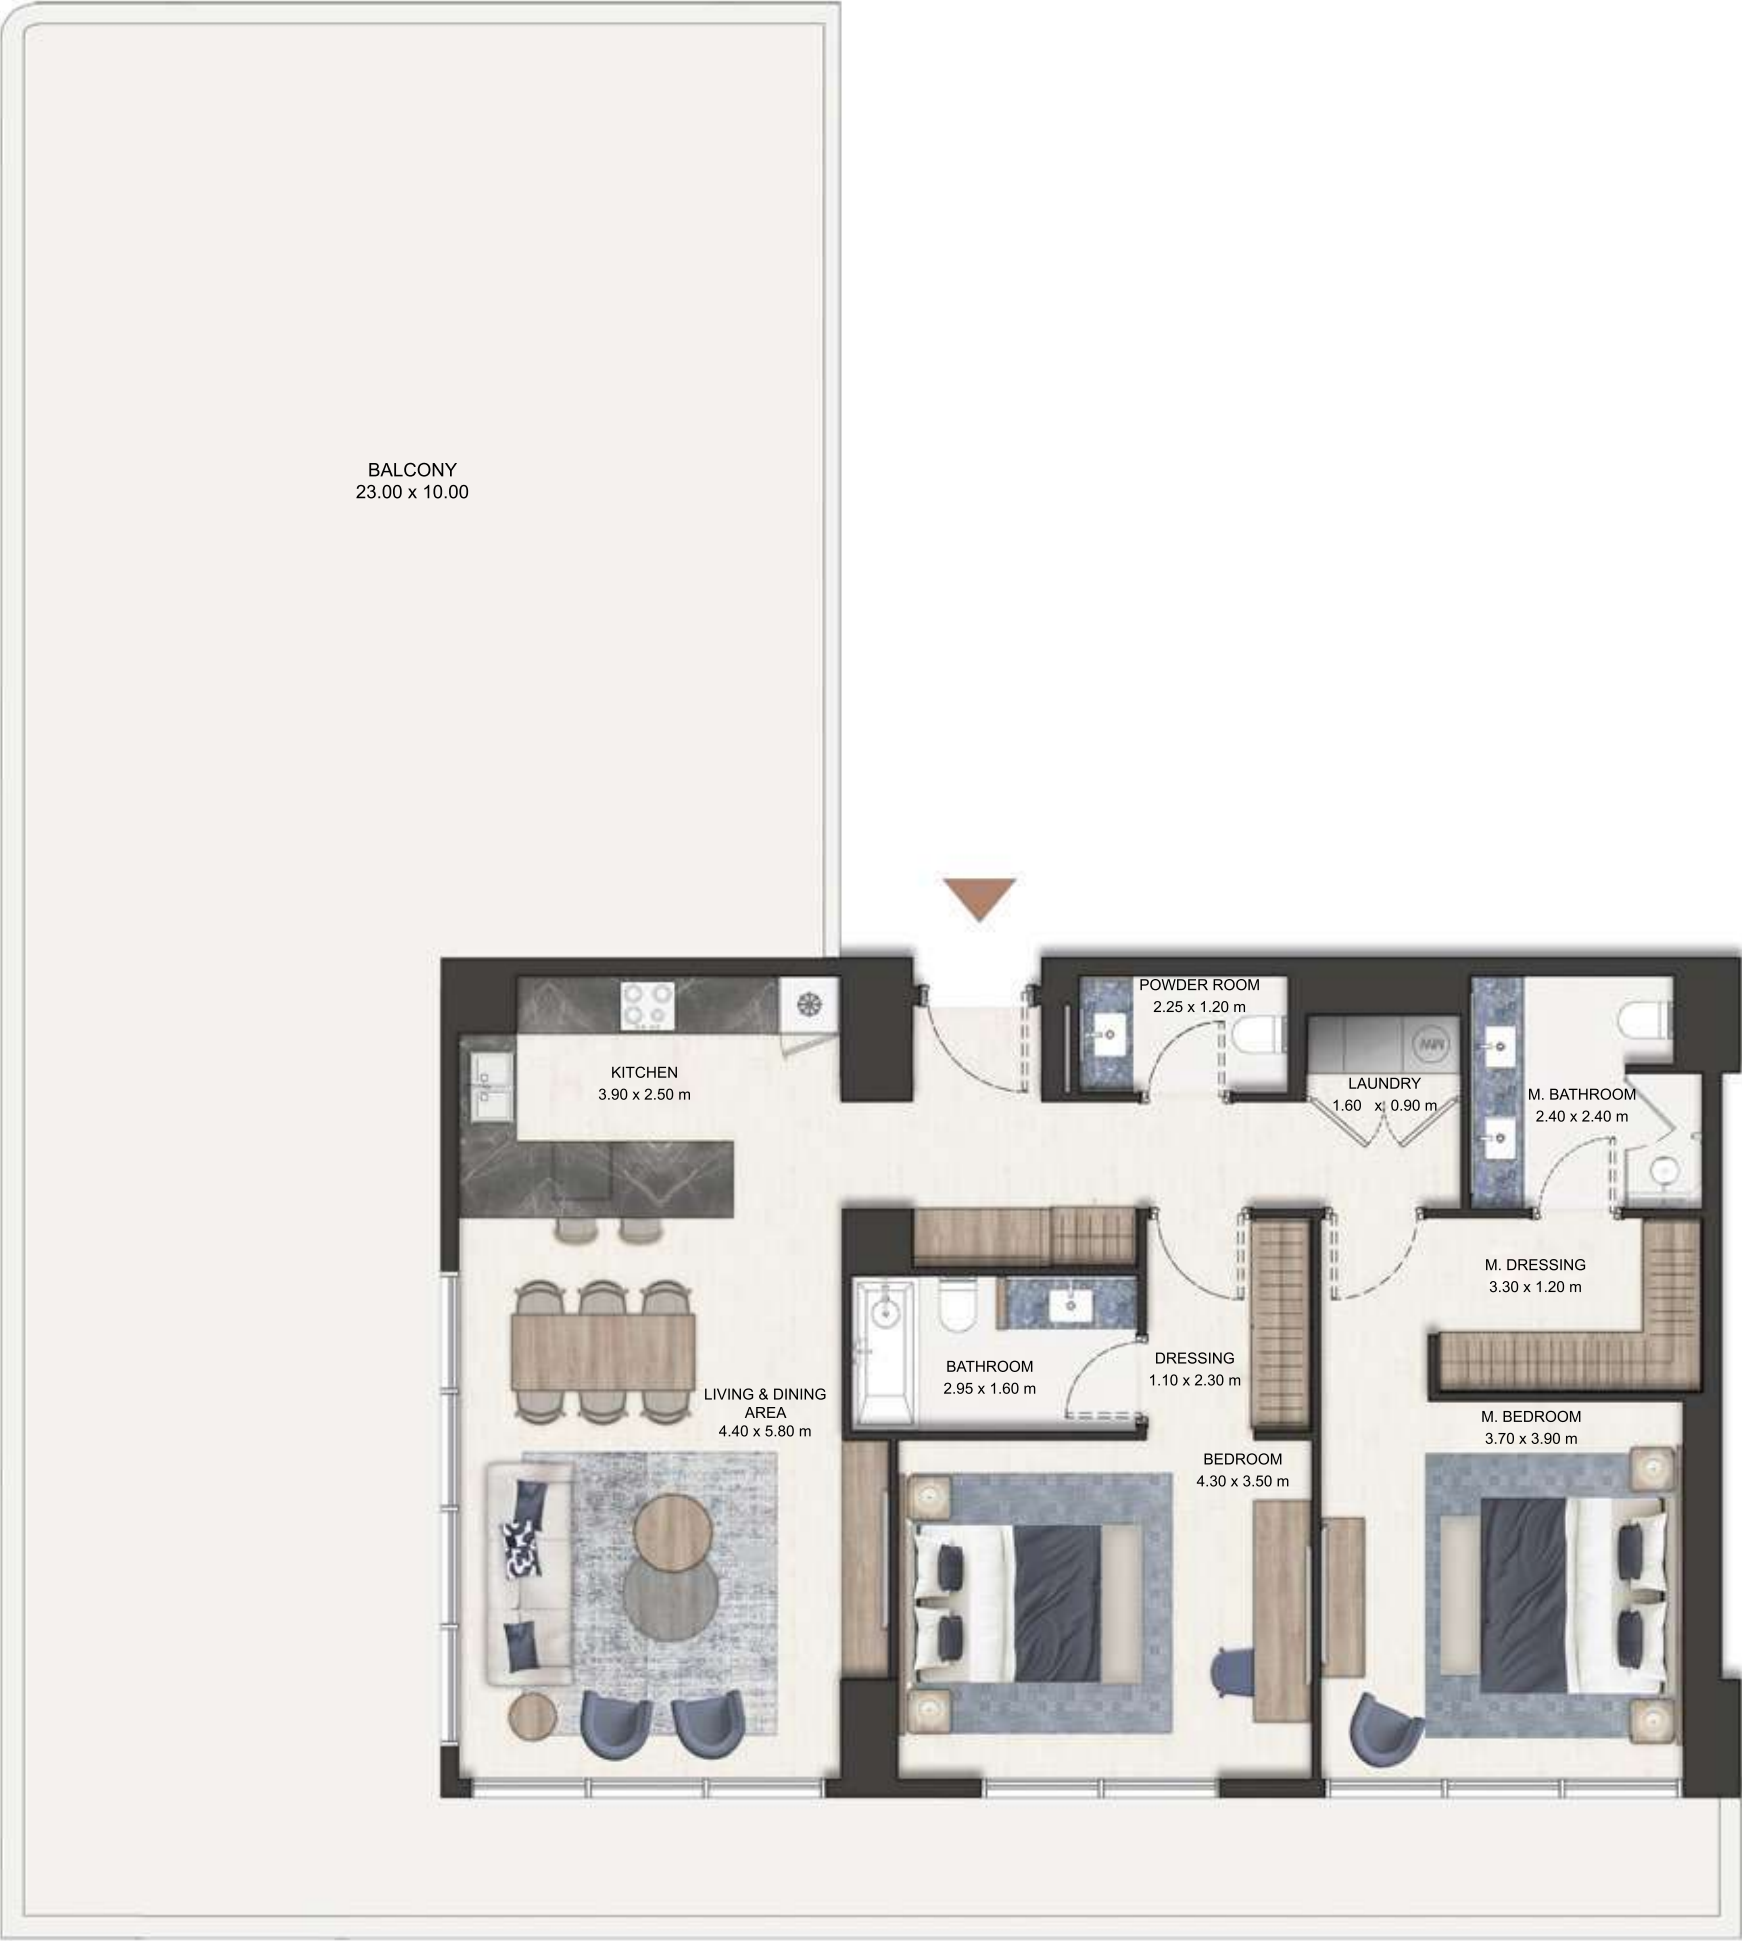 BALCONY
23.00 x 10.00
POWDER ROOM
2.25 x 1.20 m
KITCHEN
3.90 x 2.50 m
LAUNDRY
1.60 x 0.90 m
M. BATHROOM
2.40 x 2.40 m
M. DRESSING
3.30 x 1.20 m
BATHROOM
2.95 x 1.60 m
DRESSING
1.10 x 2.30 m
LIVING & DINING
AREA
4.40 x 5.80 m
M. BEDROOM
3.70 x 3.90 m
BEDROOM
4.30 x 3.50 m